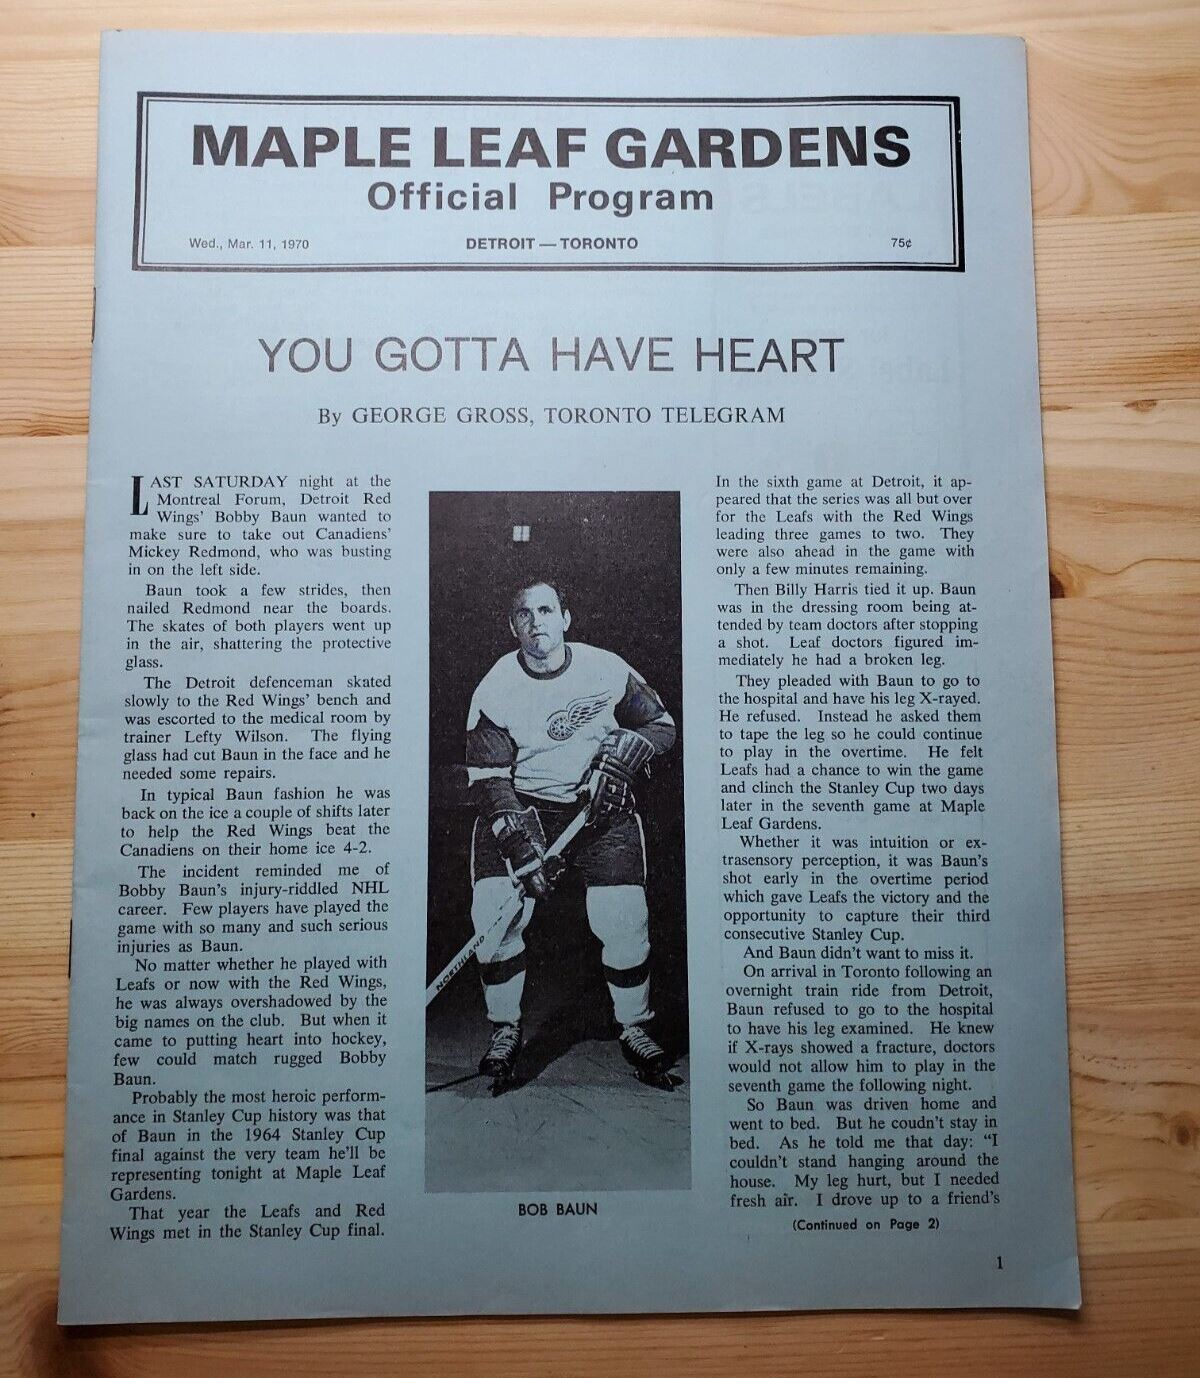 MAPLE LEAF GARDENS
Official Program
Wed., Mar. 11, 1970
DETROIT — TORONTO
75¢
YOU GOTTA HAVE HEART
By GEORGE GROSS, TORONTO TELEGRAM
LAST SATURDAY night at the
Montreal Forum, Detroit Red
Wings' Bobby Baun wanted to
make sure to take out Canadiens'
Mickey Redmond, who was busting
in on the left side.
Baun took a few strides, then
nailed Redmond near the boards.
The skates of both players went up
in the air, shattering the protective
glass.
The Detroit defenceman skated
slowly to the Red Wings' bench and
was escorted to the medical room by
trainer Lefty Wilson. The flying
glass had cut Baun in the face and he
needed some repairs.
In typical Baun fashion he was
back on the ice a couple of shifts later
to help the Red Wings beat the
Canadiens on their home ice 4-2.
The incident reminded me of
Bobby Baun's injury-riddled NHL
career. Few players have played the
game with so many and such serious
injuries as Baun.
No matter whether he played with
Leafs or now with the Red Wings,
he was always overshadowed by the
big names on the club. But when it
came to putting heart into hockey,
few could match rugged Bobby
Baun.
Probably the most heroic perform-
ance in Stanley Cup history was that
of Baun in the 1964 Stanley Cup
final against the very team he'll be
representing tonight at Maple Leaf
Gardens.
That year the Leafs and Red
Wings met in the Stanley Cup final.
NORTHLAND
BOB BAUN
In the sixth game at Detroit, it ap-
peared that the series was all but over
for the Leafs with the Red Wings
leading three games to two. They
were also ahead in the game with
only a few minutes remaining.
Then Billy Harris tied it up. Baun
was in the dressing room being at-
tended by team doctors after stopping
a shot. Leaf doctors figured im-
mediately he had a broken leg.
They pleaded with Baun to go to
the hospital and have his leg X-rayed.
He refused. Instead he asked them
to tape the leg so he could continue
to play in the overtime. He felt
Leafs had a chance to win the game
and clinch the Stanley Cup two days
later in the seventh game at Maple
Leaf Gardens.
Whether it was intuition or ex-
trasensory perception, it was Baun's
shot early in the overtime period
which gave Leafs the victory and the
opportunity to capture their third
consecutive Stanley Cup.
And Baun didn't want to miss it.
On arrival in Toronto following an
overnight train ride from Detroit,
Baun refused to go to the hospital
to have his leg examined. He knew
if X-rays showed a fracture, doctors
would not allow him to play in the
seventh game the following night.
So Baun was driven home and
went to bed. But he coudn't stay in
bed. As he told me that day: "I
couldn't stand hanging around the
house. My leg hurt, but I needed
fresh air. I drove up to a friend's
(Continued on Page 2)
1